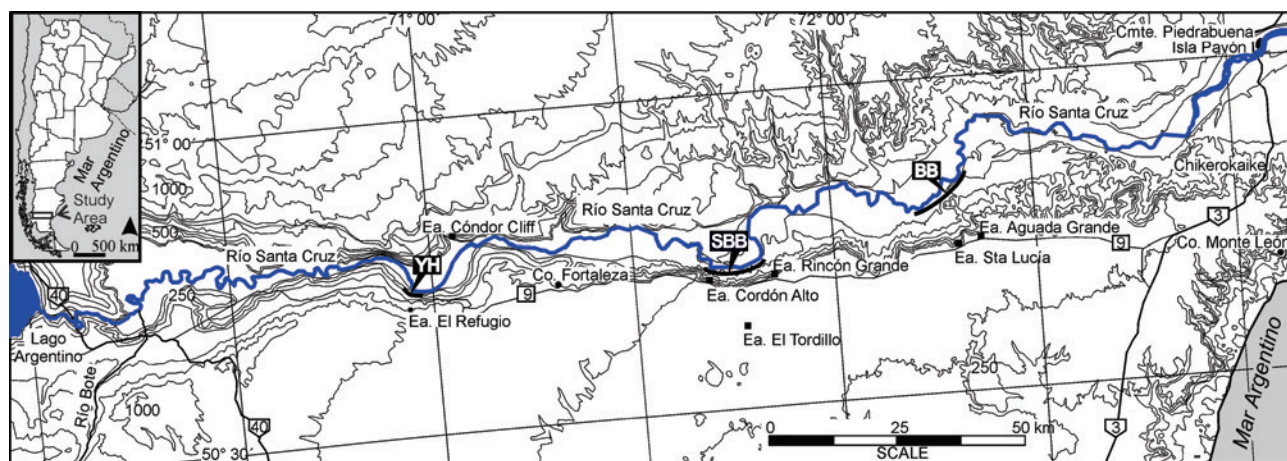 71° 00'
72° 00'
Cmte. Piedrabuena
Isla Pavón
Mar
Argentino
Study
Area
0 500 km
51° 00'
1000
500
Río Santa Cruz
Ea. Cóndor Cliff
Río Santa Cruz
Río Santa Cruz
BB
Chikerokaike
3
SBB
YH
Ea. Aguada Grande
9
Co. Monte León
Ea. Sta Lucía
Ea. Rincón Grande
Co. Fortaleza
9
Ea. Cordón Alto
40
250
Ea. El Refugio
Lago
Argentino
Ea. El Tordillo
Río Bote
250
Mar Argentino
1000
40
3
50° 30'
0 25 50 km
SCALE